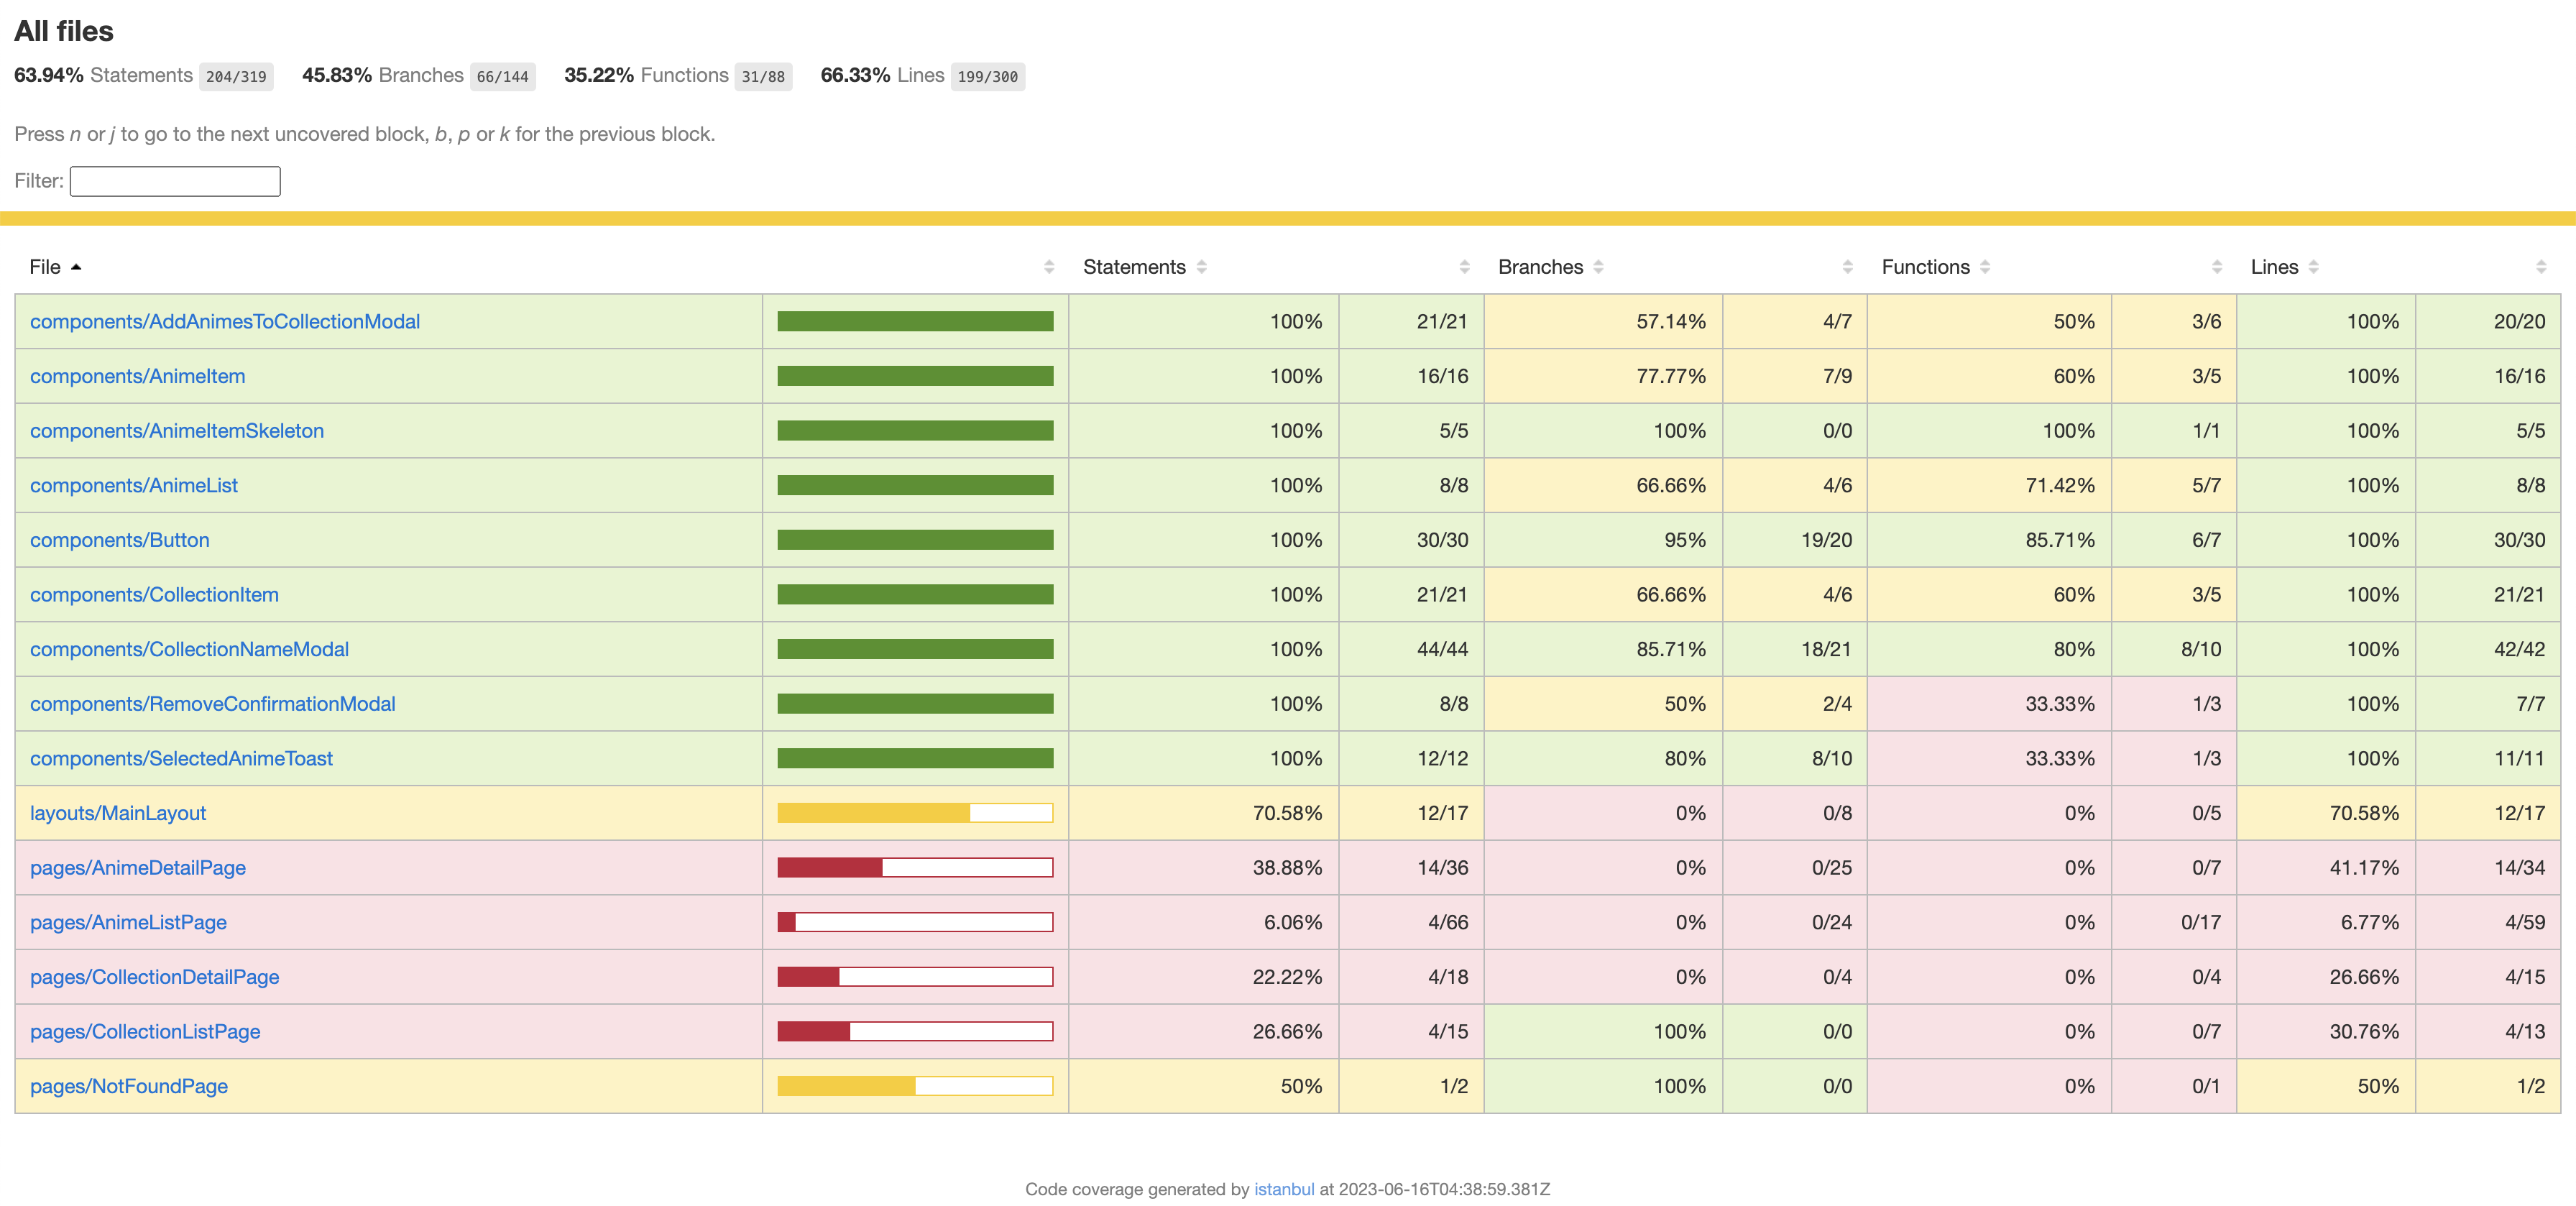 All files
63.94% Statements 204/319 45.83% Branches 66/144 35.22% Functions 31/88 66.33% Lines 199/300
Press n or j to go to the next uncovered block, b, p or k for the previous block.
Filter:
File Statements Branches Functions Lines
components/AddAnimesToCollectionModal 100% 21/21 57.14% 4/7 50% 3/6 100% 20/20
components/AnimeItem 100% 16/16 77.77% 7/9 60% 3/5 100% 16/16
components/AnimeItemSkeleton 100% 5/5 100% 0/0 100% 1/1 100% 5/5
components/AnimeList 100% 8/8 66.66% 4/6 71.42% 5/7 100% 8/8
components/Button 100% 30/30 95% 19/20 85.71% 6/7 100% 30/30
components/CollectionItem 100% 21/21 66.66% 4/6 60% 3/5 100% 21/21
components/CollectionNameModal 100% 44/44 85.71% 18/21 80% 8/10 100% 42/42
components/RemoveConfirmationModal 100% 8/8 50% 2/4 33.33% 1/3 100% 7/7
components/SelectedAnimeToast 100% 12/12 80% 8/10 33.33% 1/3 100% 11/11
layouts/MainLayout 70.58% 12/17 0% 0/8 0% 0/5 70.58% 12/17
pages/AnimeDetailPage 38.88% 14/36 0% 0/25 0% 0/7 41.17% 14/34
pages/AnimeListPage 6.06% 4/66 0% 0/24 0% 0/17 6.77% 4/59
pages/CollectionDetailPage 22.22% 4/18 0% 0/4 0% 0/4 26.66% 4/15
pages/CollectionListPage 26.66% 4/15 100% 0/0 0% 0/7 30.76% 4/13
pages/NotFoundPage 50% 1/2 100% 0/0 0% 0/1 50% 1/2
Code coverage generated by istanbul at 2023-06-16T04:38:59.381Z